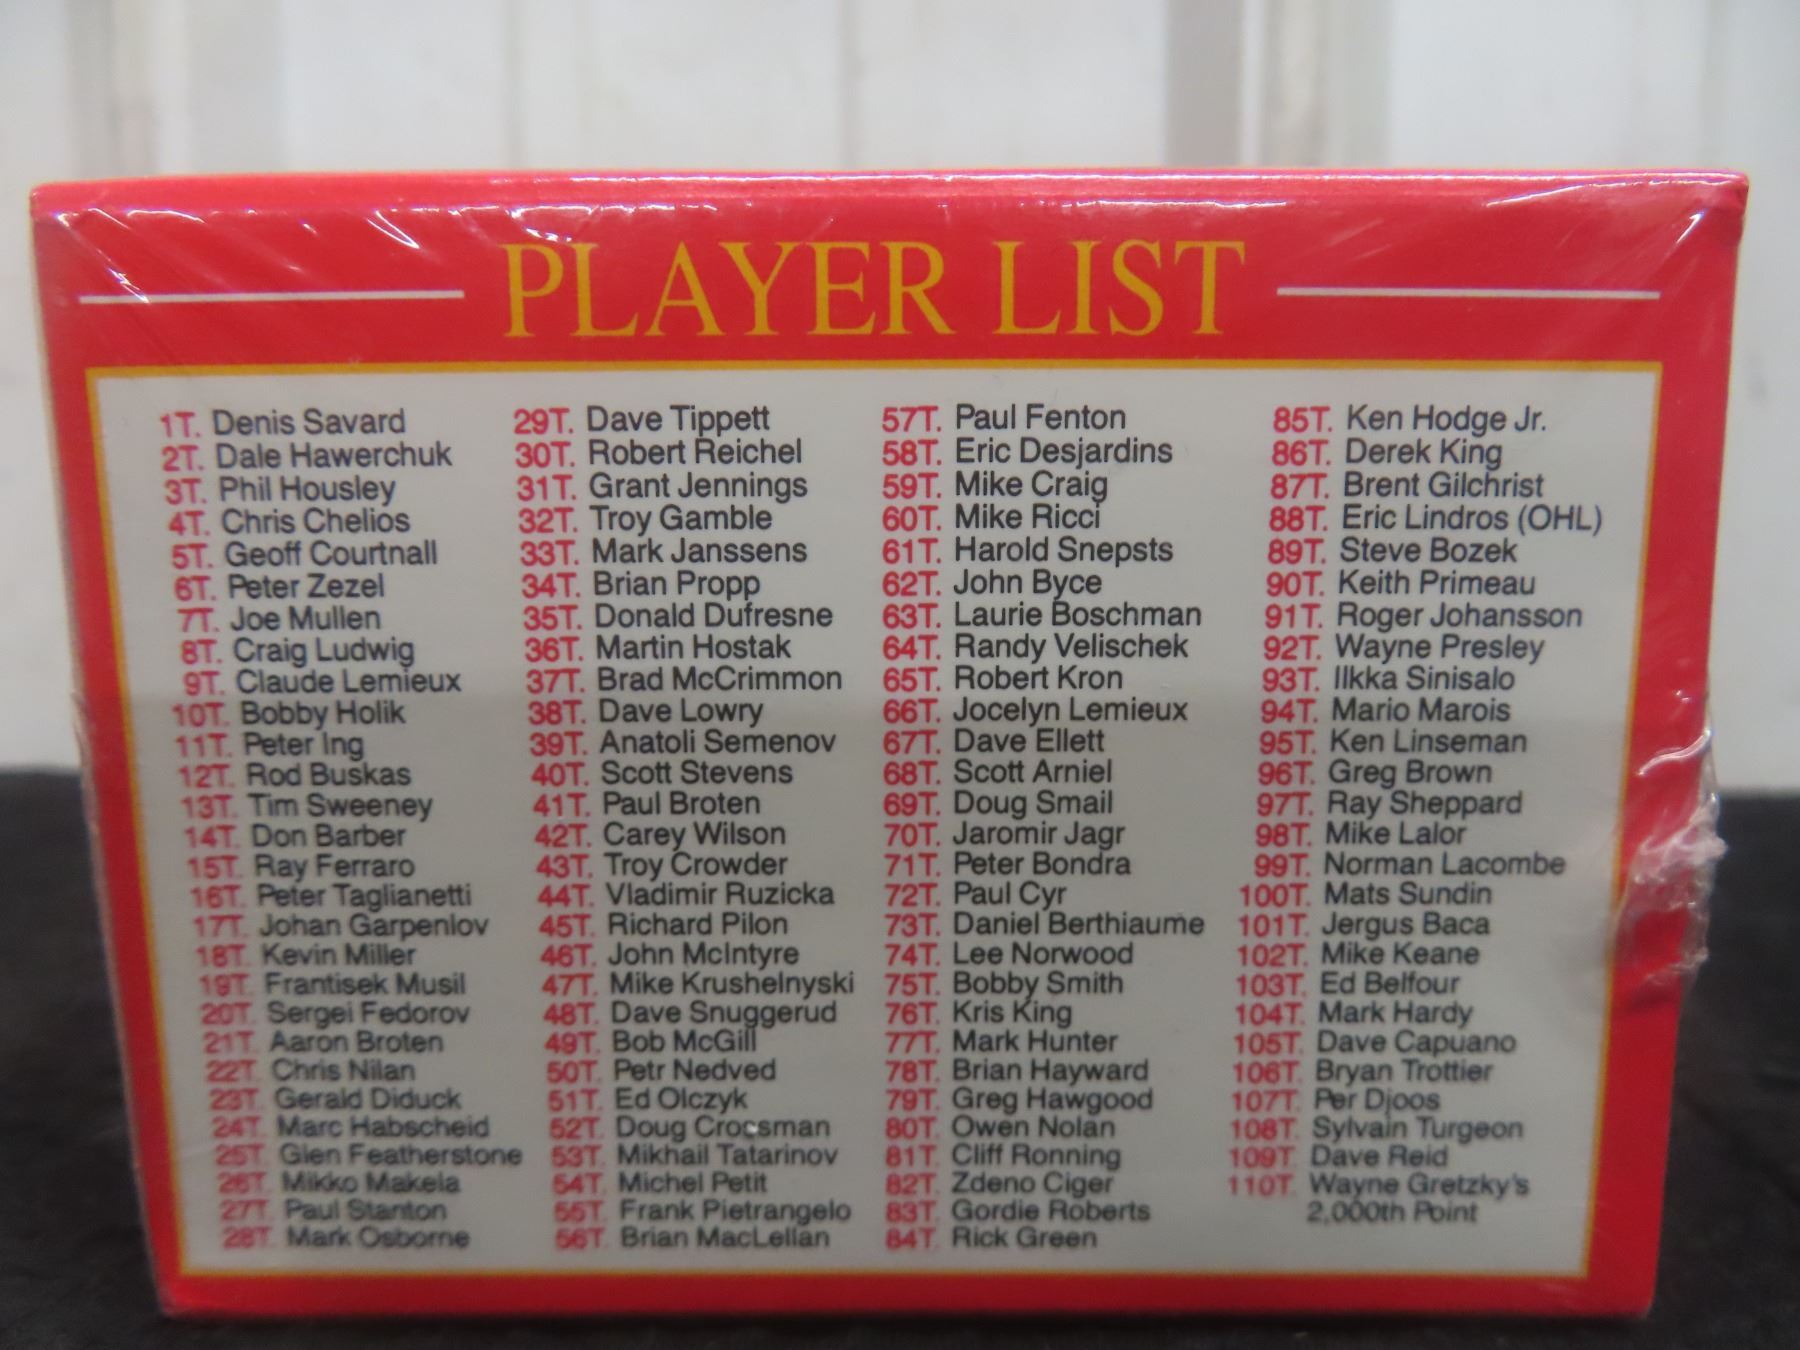 PLAYER LIST
1T. Denis Savard
2T. Dale Hawerchuk
3T. Phil Housley
4T. Chris Chelios
5T. Geoff Courtnall
6T. Peter Zezel
7T. Joe Mullen
8T. Craig Ludwig
9T. Claude Lemieux
10T. Bobby Holik
11T. Peter Ing
12T. Rod Buskas
13T. Tim Sweeney
14T. Don Barber
15T. Ray Ferraro
16T. Peter Taglianetti
17T. Johan Garpenlov
18T. Kevin Miller
19T. Frantisek Musil
20T. Sergei Fedorov
21T. Aaron Broten
22T. Chris Nilan
23T. Gerald Diduck
24T. Marc Habscheid
25T. Glen Featherstone
26T. Mikko Makela
27T. Paul Stanton
28T. Mark Osborne
29T. Dave Tippett
30T. Robert Reichel
31T. Grant Jennings
32T. Troy Gamble
33T. Mark Janssens
34T. Brian Propp
35T. Donald Dufresne
36T. Martin Hostak
37T. Brad McCrimmon
38T. Dave Lowry
39T. Anatoli Semenov
40T. Scott Stevens
41T. Paul Broten
42T. Carey Wilson
43T. Troy Crowder
44T. Vladimir Ruzicka
45T. Richard Pilon
46T. John McIntyre
47T. Mike Krushelnyski
48T. Dave Snuggerud
49T. Bob McGill
50T. Petr Nedved
51T. Ed Olczyk
52T. Doug Crossman
53T. Mikhail Tatarinov
54T. Michel Petit
55T. Frank Pietrangelo
56T. Brian MacLellan
57T. Paul Fenton
58T. Eric Desjardins
59T. Mike Craig
60T. Mike Ricci
61T. Harold Snepsts
62T. John Byce
63T. Laurie Boschman
64T. Randy Velischek
65T. Robert Kron
66T. Jocelyn Lemieux
67T. Dave Ellett
68T. Scott Arniel
69T. Doug Smail
70T. Jaromir Jagr
71T. Peter Bondra
72T. Paul Cyr
73T. Daniel Berthiaume
74T. Lee Norwood
75T. Bobby Smith
76T. Kris King
77T. Mark Hunter
78T. Brian Hayward
79T. Greg Hawgood
80T. Owen Nolan
81T. Cliff Ronning
82T. Zdeno Ciger
83T. Gordie Roberts
84T. Rick Green
85T. Ken Hodge Jr.
86T. Derek King
87T. Brent Gilchrist
88T. Eric Lindros (OHL)
89T. Steve Bozek
90T. Keith Primeau
91T. Roger Johansson
92T. Wayne Presley
93T. Ilkka Sinisalo
94T. Mario Marois
95T. Ken Linseman
96T. Greg Brown
97T. Ray Sheppard
98T. Mike Lalor
99T. Norman Lacombe
100T. Mats Sundin
101T. Jergus Baca
102T. Mike Keane
103T. Ed Belfour
104T. Mark Hardy
105T. Dave Capuano
106T. Bryan Trottier
107T. Per Djoos
108T. Sylvain Turgeon
109T. Dave Reid
110T. Wayne Gretzky's
2,000th Point